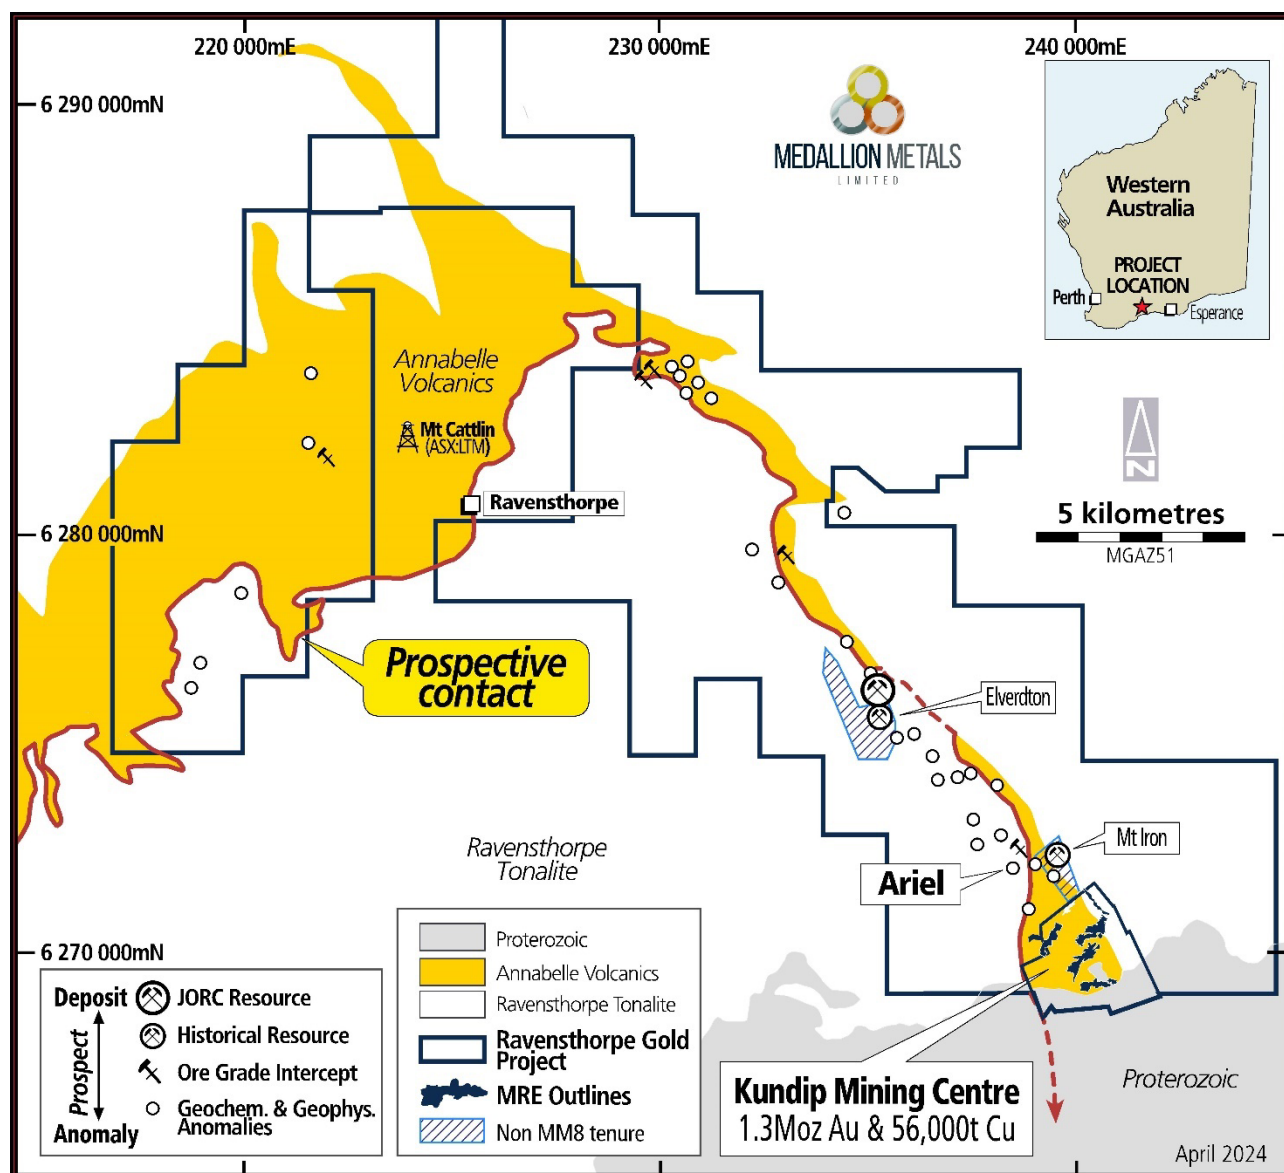 220 000mE
230 000mE
240 000mE
6 290 000mN
MEDALLION METALS
LIMITED
Western
Australia
PROJECT
LOCATION
Perth
Esperance
Annabelle
Volcanics
Mt Cattlin
(ASX:LTM)
Ravensthorpe
N
5 kilometres
MGAZ51
6 280 000mN
Prospective
contact
Elverdton
Ravensthorpe
Tonalite
Mt Iron
Ariel
6 270 000mN
Deposit
Prospect
Anomaly
JORC Resource
Historical Resource
Ore Grade Intercept
Geochem. & Geophys.
Anomalies
Proterozoic
Annabelle Volcanics
Ravensthorpe Tonalite
Ravensthorpe Gold
Project
MRE Outlines
Non MM8 tenure
Kundip Mining Centre
1.3Moz Au & 56,000t Cu
Proterozoic
April 2024